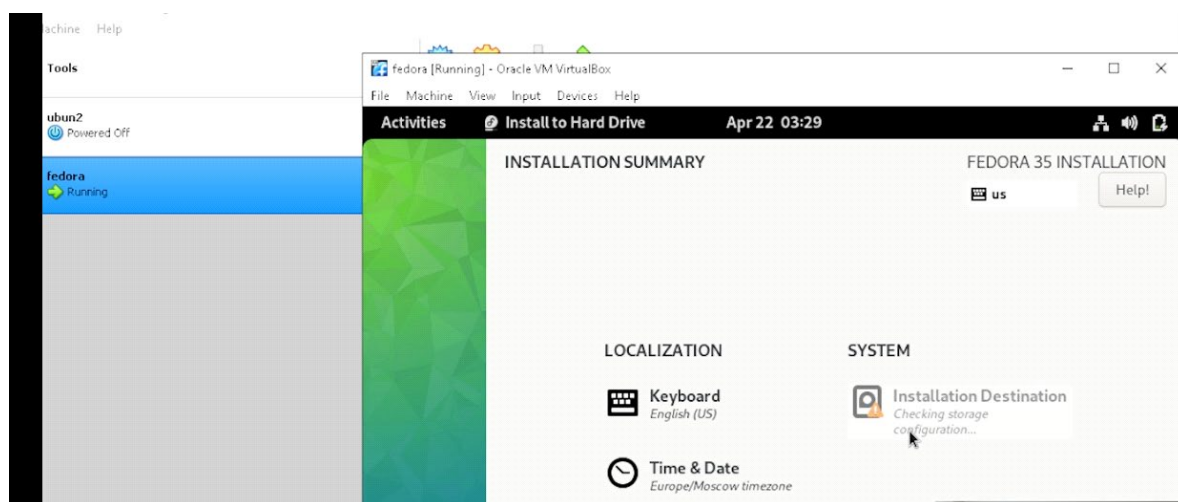 Machine Help
Tools
ubun2
Powered Off
fedora
Running
fedora [Running] - Oracle VM VirtualBox
File Machine View Input Devices Help
Activities Install to Hard Drive Apr 22 03:29
INSTALLATION SUMMARY
FEDORA 35 INSTALLATION
us
Help!
LOCALIZATION
SYSTEM
Keyboard
English (US)
Installation Destination
Checking storage
configuration...
Time & Date
Europe/Moscow timezone